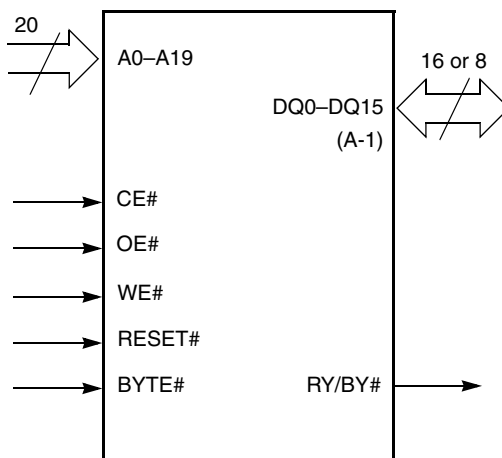 20
A0–A19
16 or 8
DQ0–DQ15
(A-1)
CE#
OE#
WE#
RESET#
BYTE#
RY/BY#